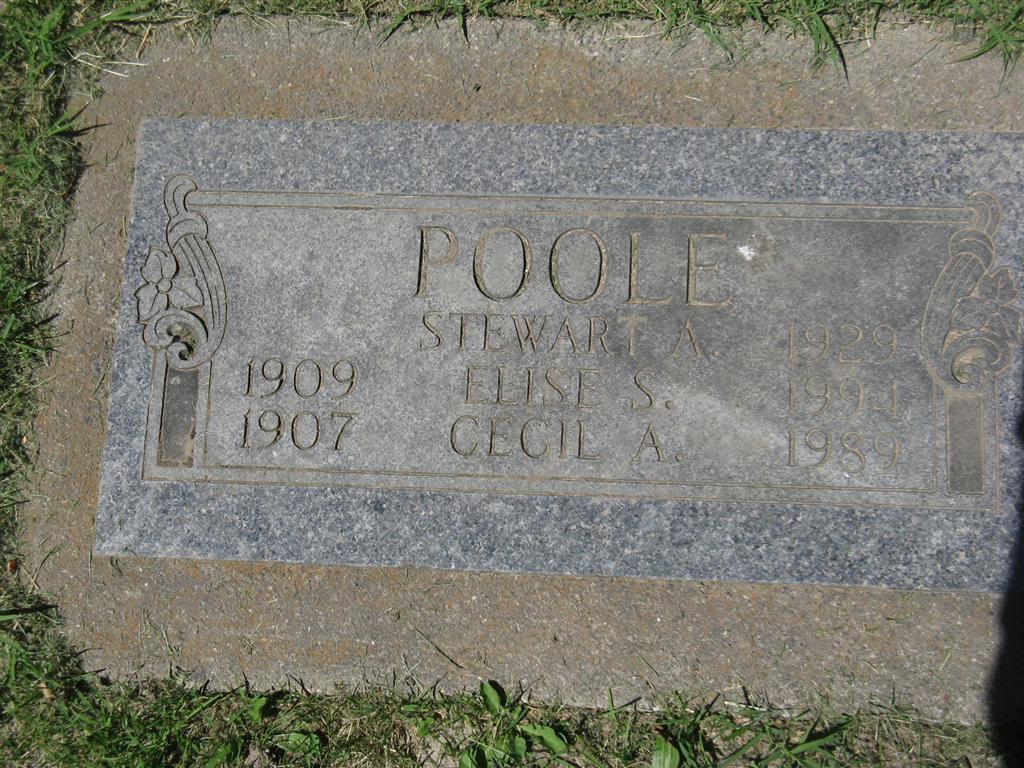 POOLE
STEWART A. 1929
1909 ELISE S. 1994
1907 CECIL A. 1989